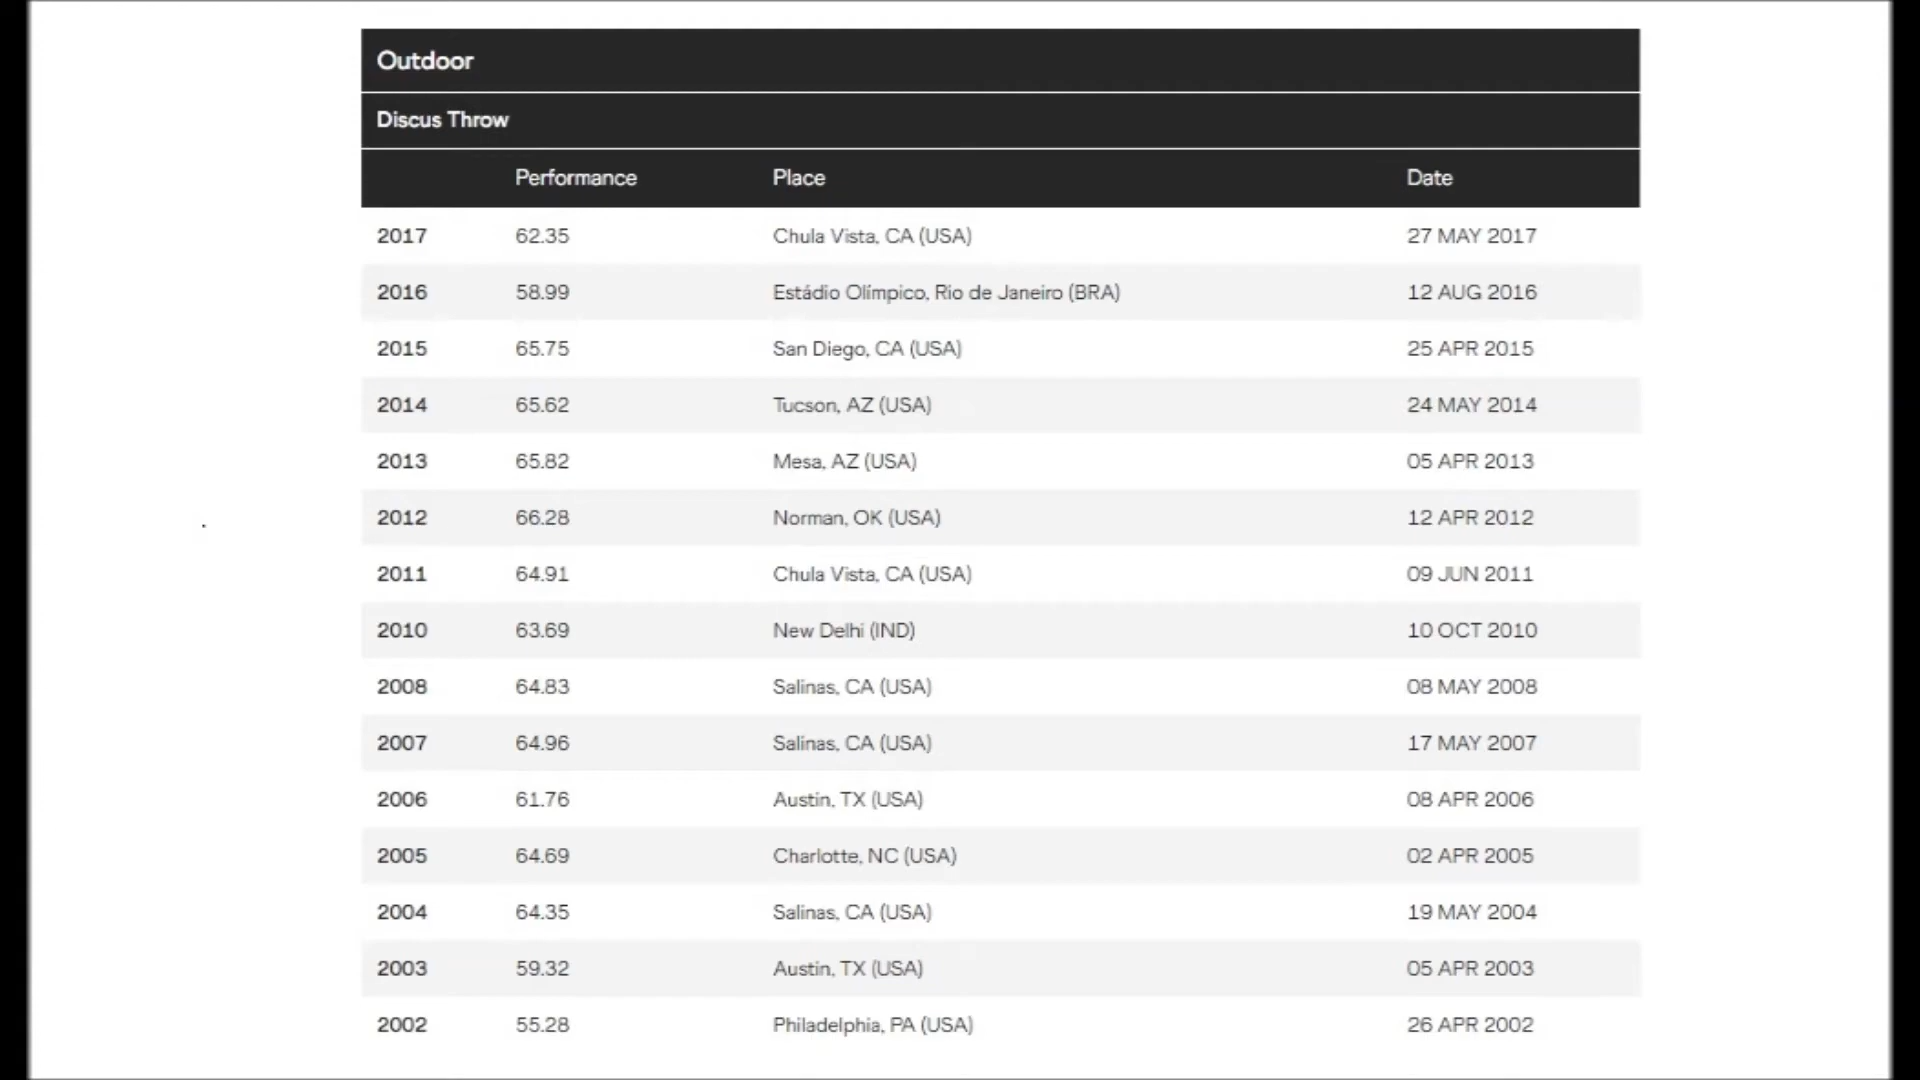 Outdoor
Discus Throw
Performance Place Date
2017 62.35 Chula Vista, CA (USA) 27 MAY 2017
2016 58.99 Estádio Olímpico, Rio de Janeiro (BRA) 12 AUG 2016
2015 65.75 San Diego, CA (USA) 25 APR 2015
2014 65.62 Tucson, AZ (USA) 24 MAY 2014
2013 65.82 Mesa, AZ (USA) 05 APR 2013
2012 66.28 Norman, OK (USA) 12 APR 2012
2011 64.91 Chula Vista, CA (USA) 09 JUN 2011
2010 63.69 New Delhi (IND) 10 OCT 2010
2008 64.83 Salinas, CA (USA) 08 MAY 2008
2007 64.96 Salinas, CA (USA) 17 MAY 2007
2006 61.76 Austin, TX (USA) 08 APR 2006
2005 64.69 Charlotte, NC (USA) 02 APR 2005
2004 64.35 Salinas, CA (USA) 19 MAY 2004
2003 59.32 Austin, TX (USA) 05 APR 2003
2002 55.28 Philadelphia, PA (USA) 26 APR 2002